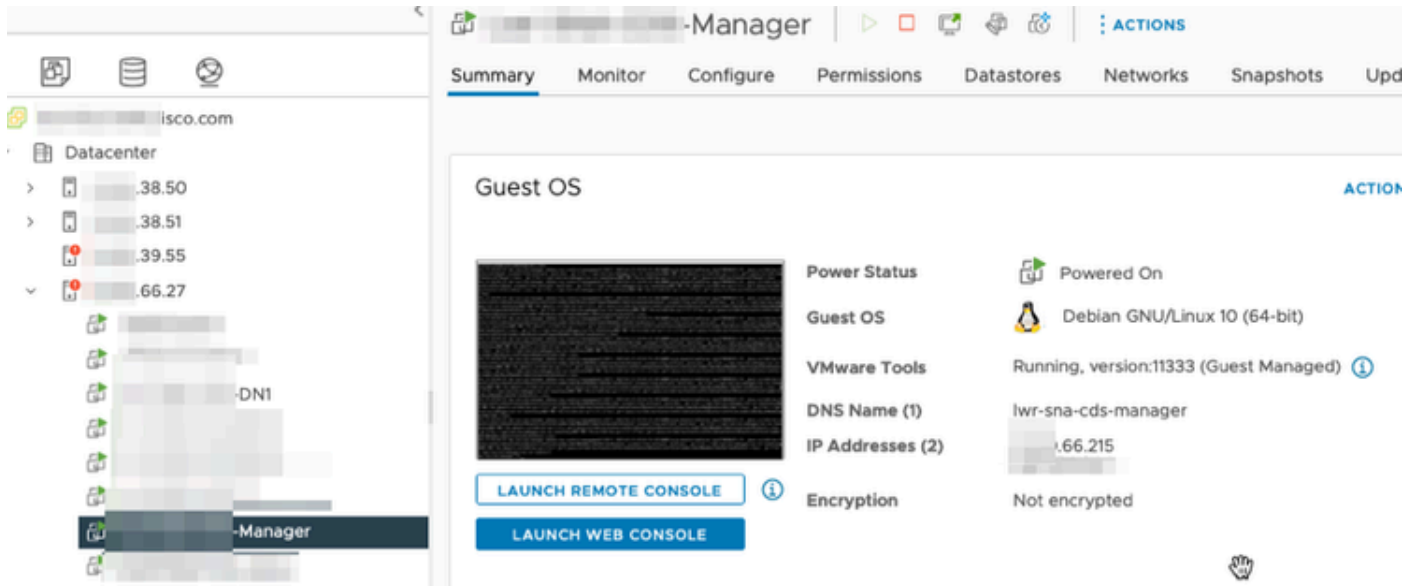 -Manager
ACTIONS
Summary Monitor Configure Permissions Datastores Networks Snapshots Upd
isco.com
Datacenter
.38.50
.38.51
.39.55
.66.27
-DN1
-Manager
Guest OS
ACTION
Power Status Powered On
Guest OS Debian GNU/Linux 10 (64-bit)
VMware Tools Running, version:11333 (Guest Managed)
DNS Name (1) lwr-sna-cds-manager
IP Addresses (2) .66.215
Encryption Not encrypted
LAUNCH REMOTE CONSOLE
LAUNCH WEB CONSOLE